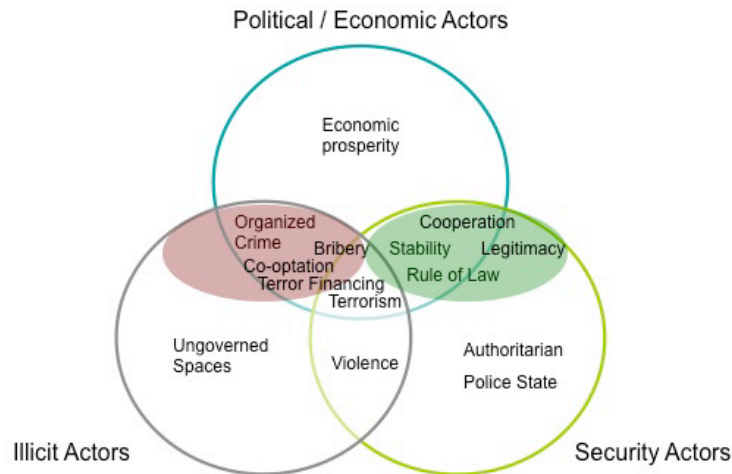 Political / Economic Actors
Economic
prosperity
Organized
Crime
Bribery
Co-optation
Terror Financing
Terrorism
Cooperation
Stability
Legitimacy
Rule of Law
Ungoverned
Spaces
Violence
Authoritarian
Police State
Illicit Actors
Security Actors